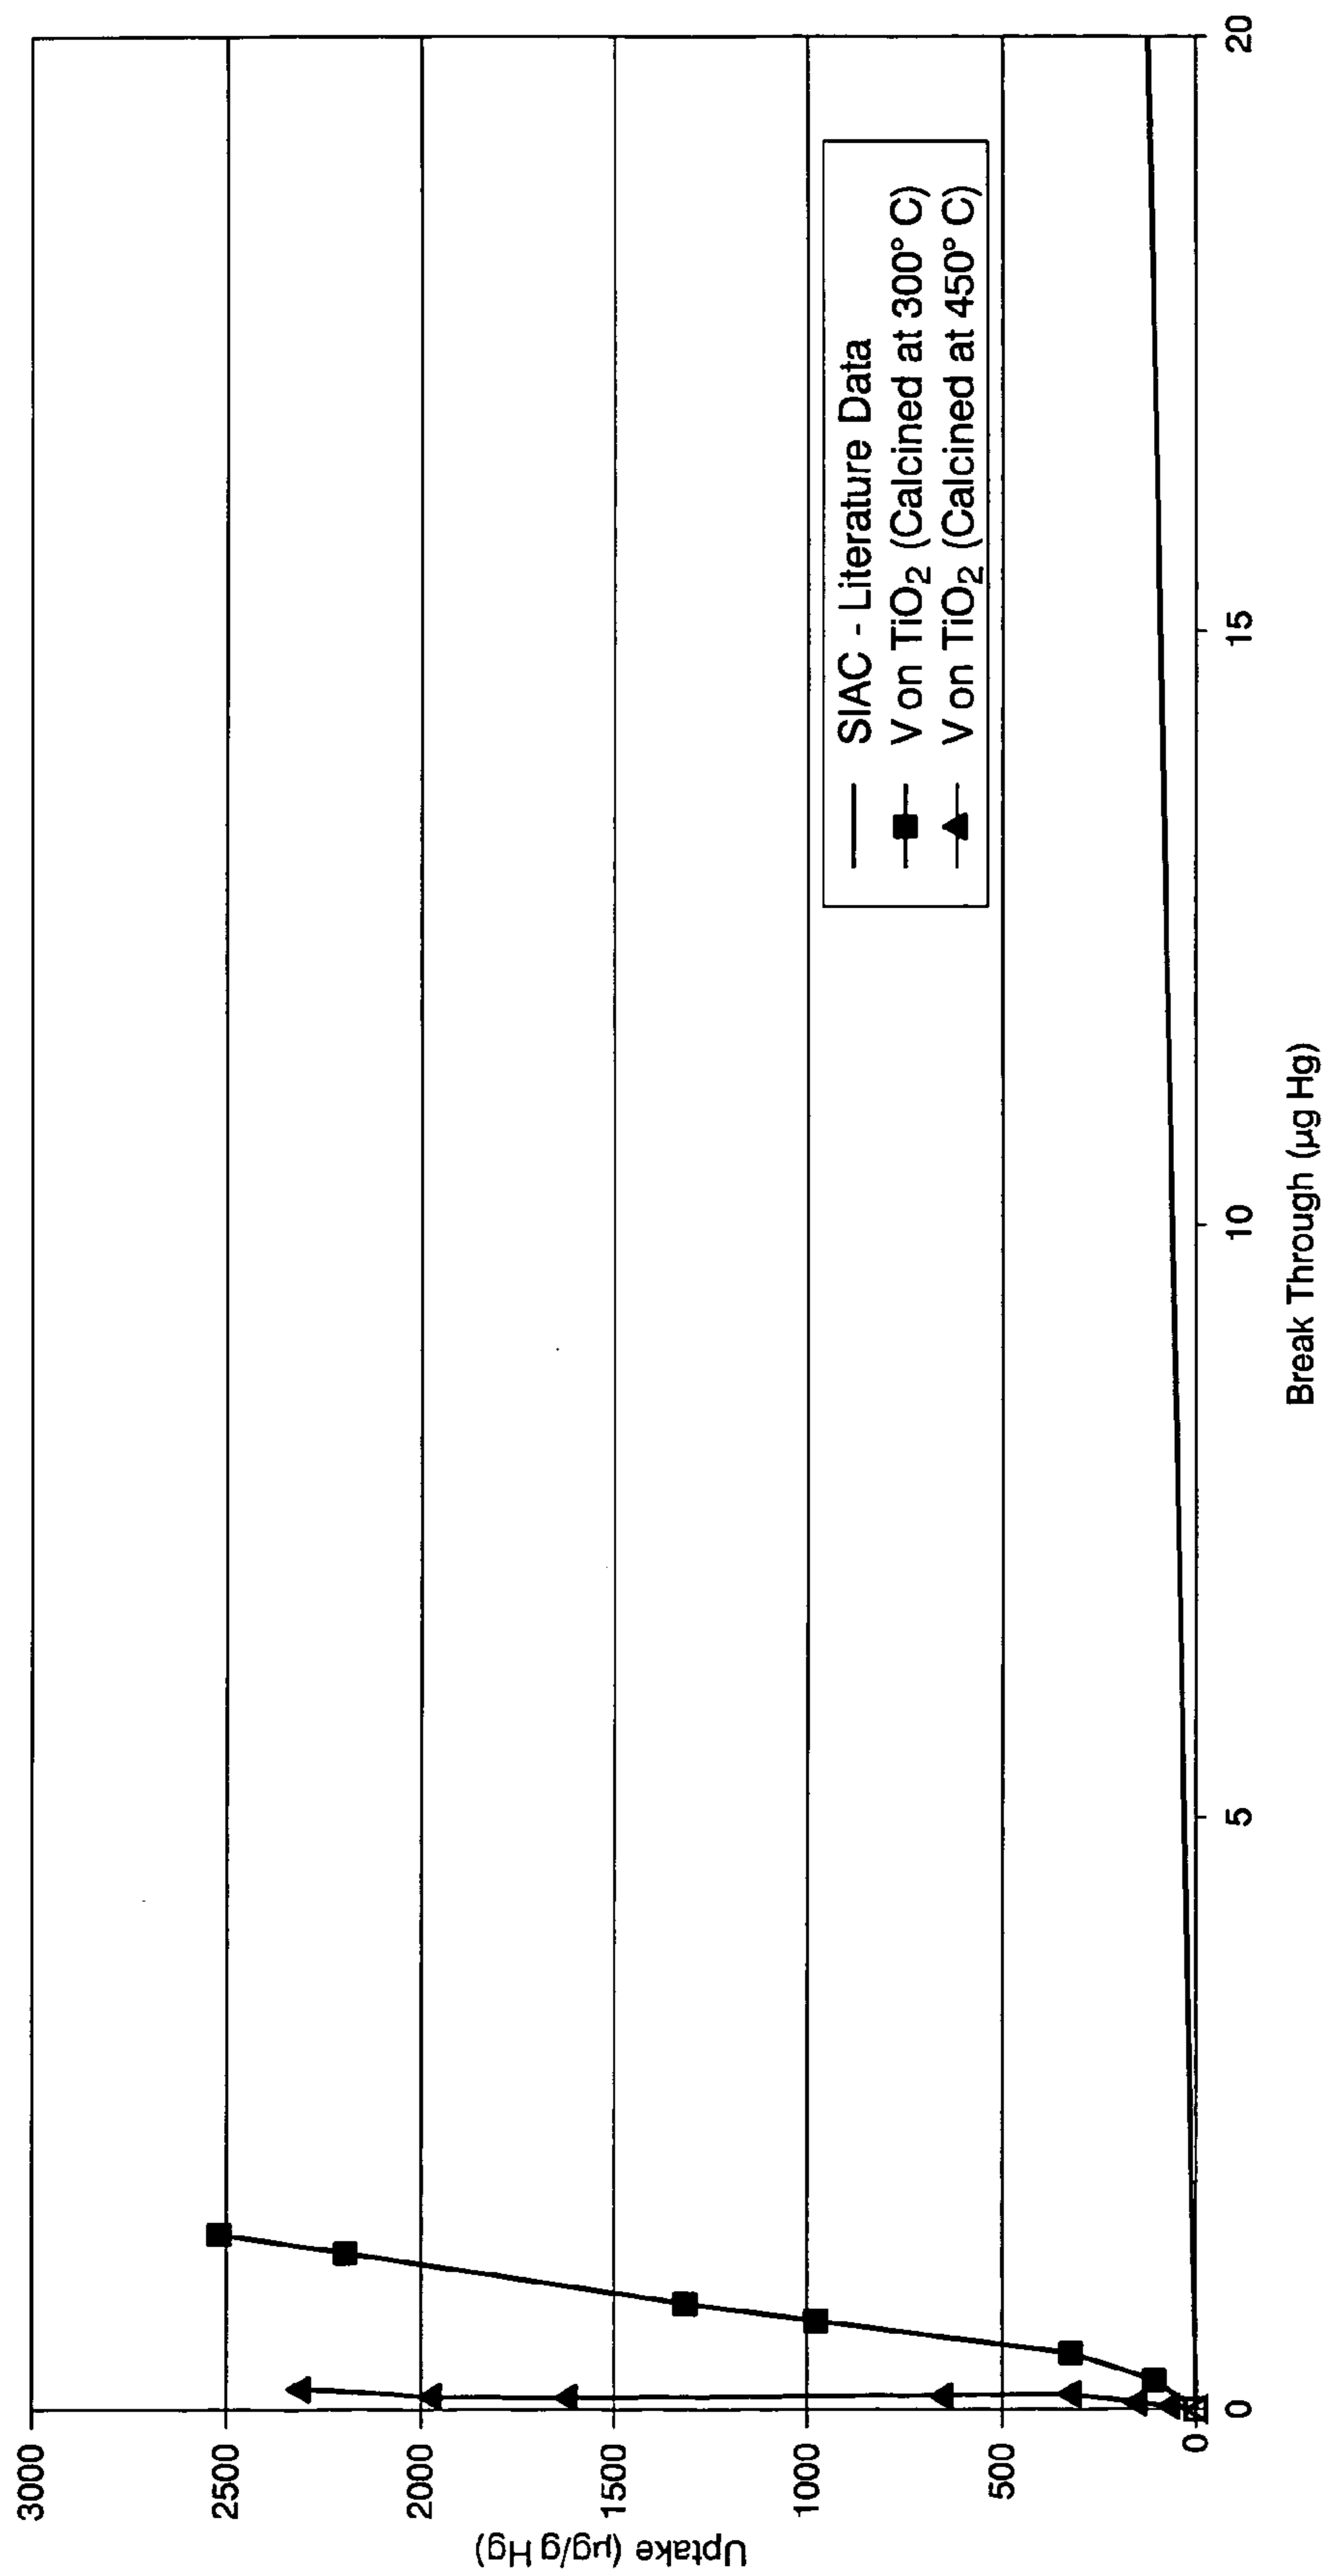 Uptake (µg/g Hg)
3000
2500
2000
1500
1000
500
0
SIAC - Literature Data
V on TiO₂ (Calcined at 300° C)
V on TiO₂ (Calcined at 450° C)
0
5
10
15
20
Break Through (µg Hg)